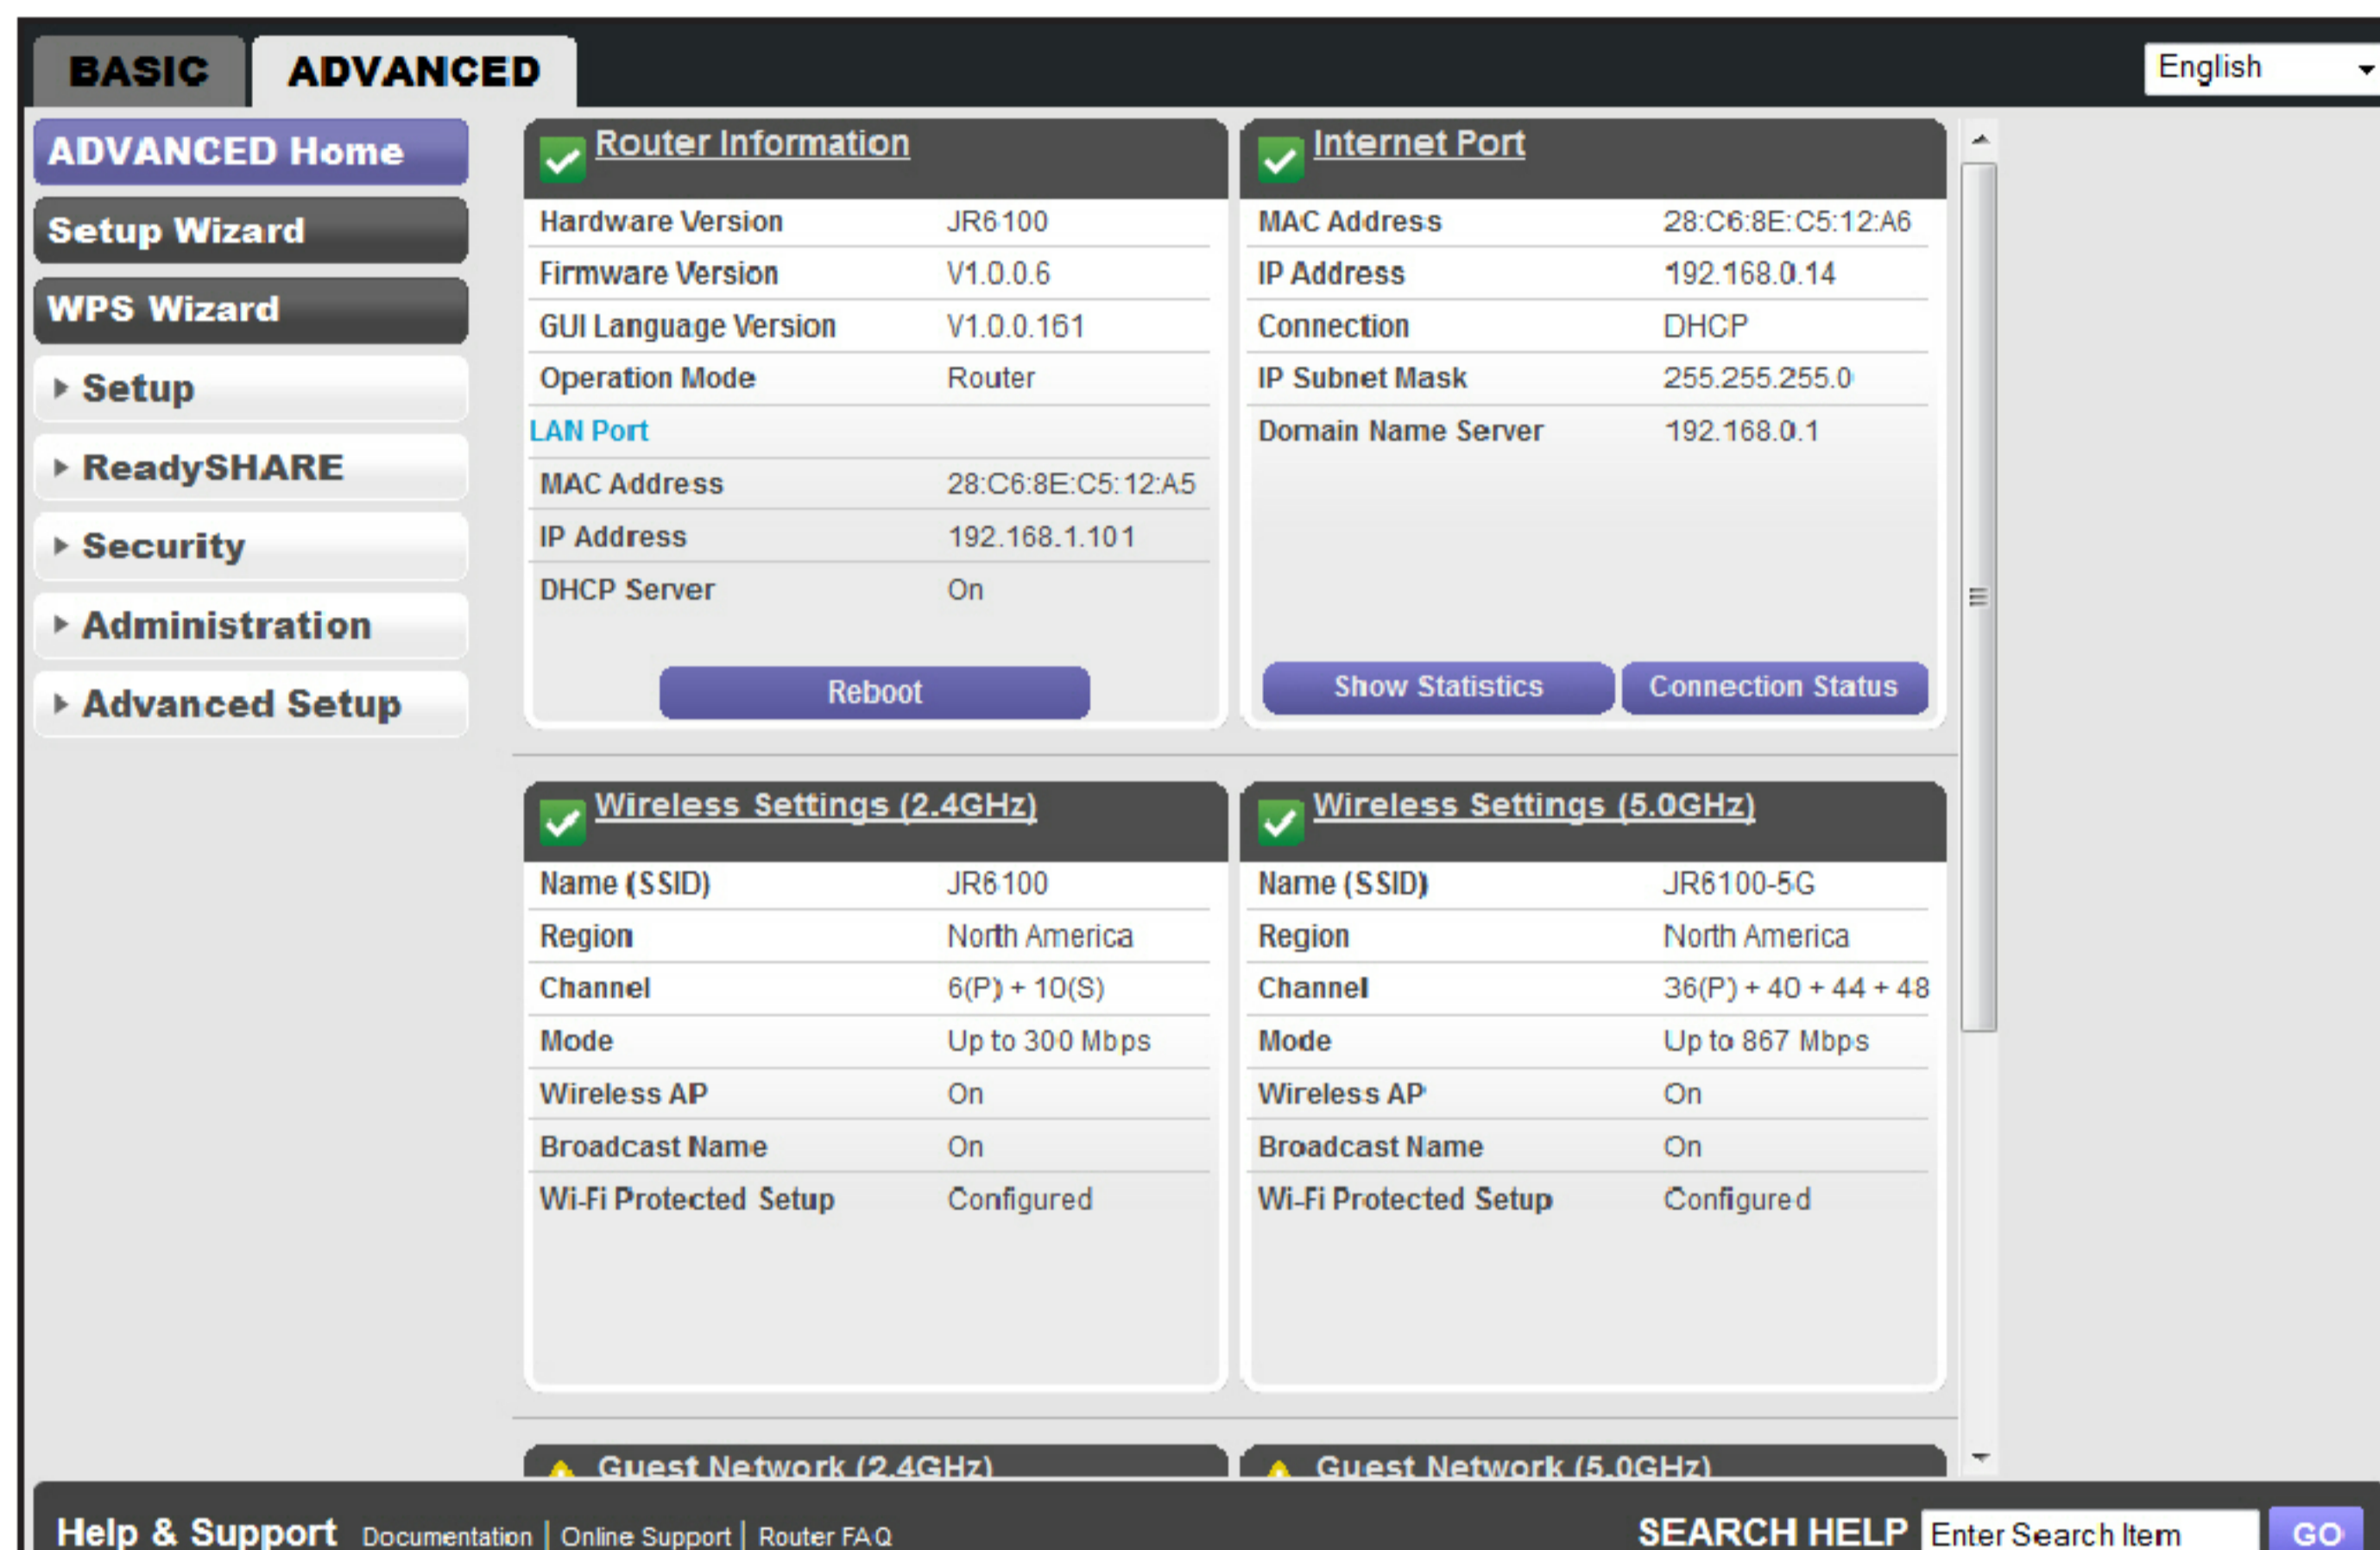 BASIC ADVANCED English
ADVANCED Home
Setup Wizard
WPS Wizard
Setup
ReadySHARE
Security
Administration
Advanced Setup
Router Information
Hardware Version JR6100
Firmware Version V1.0.0.6
GUI Language Version V1.0.0.161
Operation Mode Router
LAN Port
MAC Address 28:C6:8E:C5:12:A5
IP Address 192.168.1.101
DHCP Server On
Reboot
Internet Port
MAC Address 28:C6:8E:C5:12:A6
IP Address 192.168.0.14
Connection DHCP
IP Subnet Mask 255.255.255.0
Domain Name Server 192.168.0.1
Show Statistics Connection Status
Wireless Settings (2.4GHz)
Name (SSID) JR6100
Region North America
Channel 6(P) + 10(S)
Mode Up to 300 Mbps
Wireless AP On
Broadcast Name On
Wi-Fi Protected Setup Configured
Wireless Settings (5.0GHz)
Name (SSID) JR6100-5G
Region North America
Channel 36(P) + 40 + 44 + 48
Mode Up to 867 Mbps
Wireless AP On
Broadcast Name On
Wi-Fi Protected Setup Configured
Guest Network (2.4GHz)
Guest Network (5.0GHz)
Help & Support Documentation | Online Support | Router FAQ
SEARCH HELP Enter Search Item GO